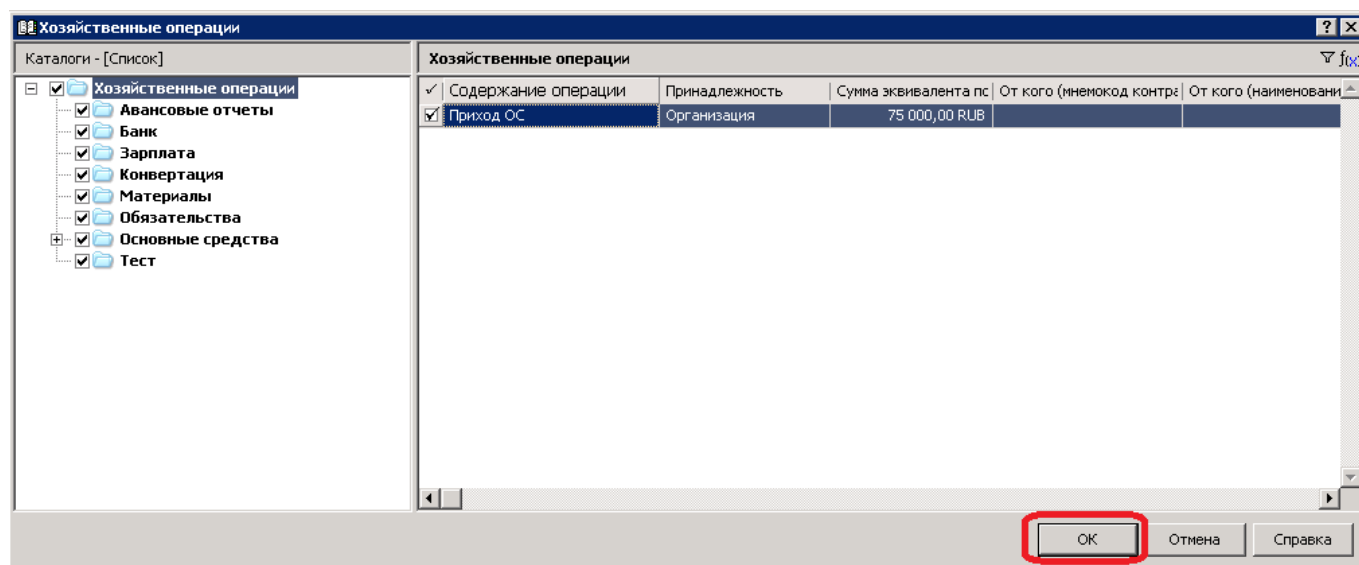 Хозяйственные операции
Каталоги - [Список]
Хозяйственные операции
Авансовые отчеты
Банк
Зарплата
Конвертация
Материалы
Обязательства
Основные средства
Тест
Хозяйственные операции
Содержание операции Принадлежность Сумма эквивалента пс От кого (мнемокод контра От кого (наименовани
Приход ОС Организация 75 000,00 RUB
ОК Отмена Справка